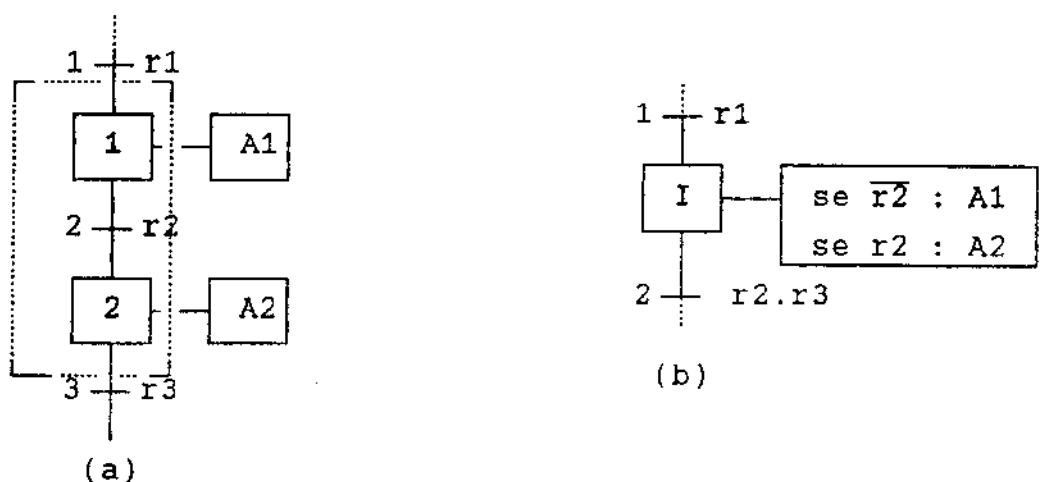 1 r1
1 A1
2 r2
2 A2
3 r3
(a)
1 r1
I
se r̅2̅ : A1
se r2 : A2
2 r2.r3
(b)